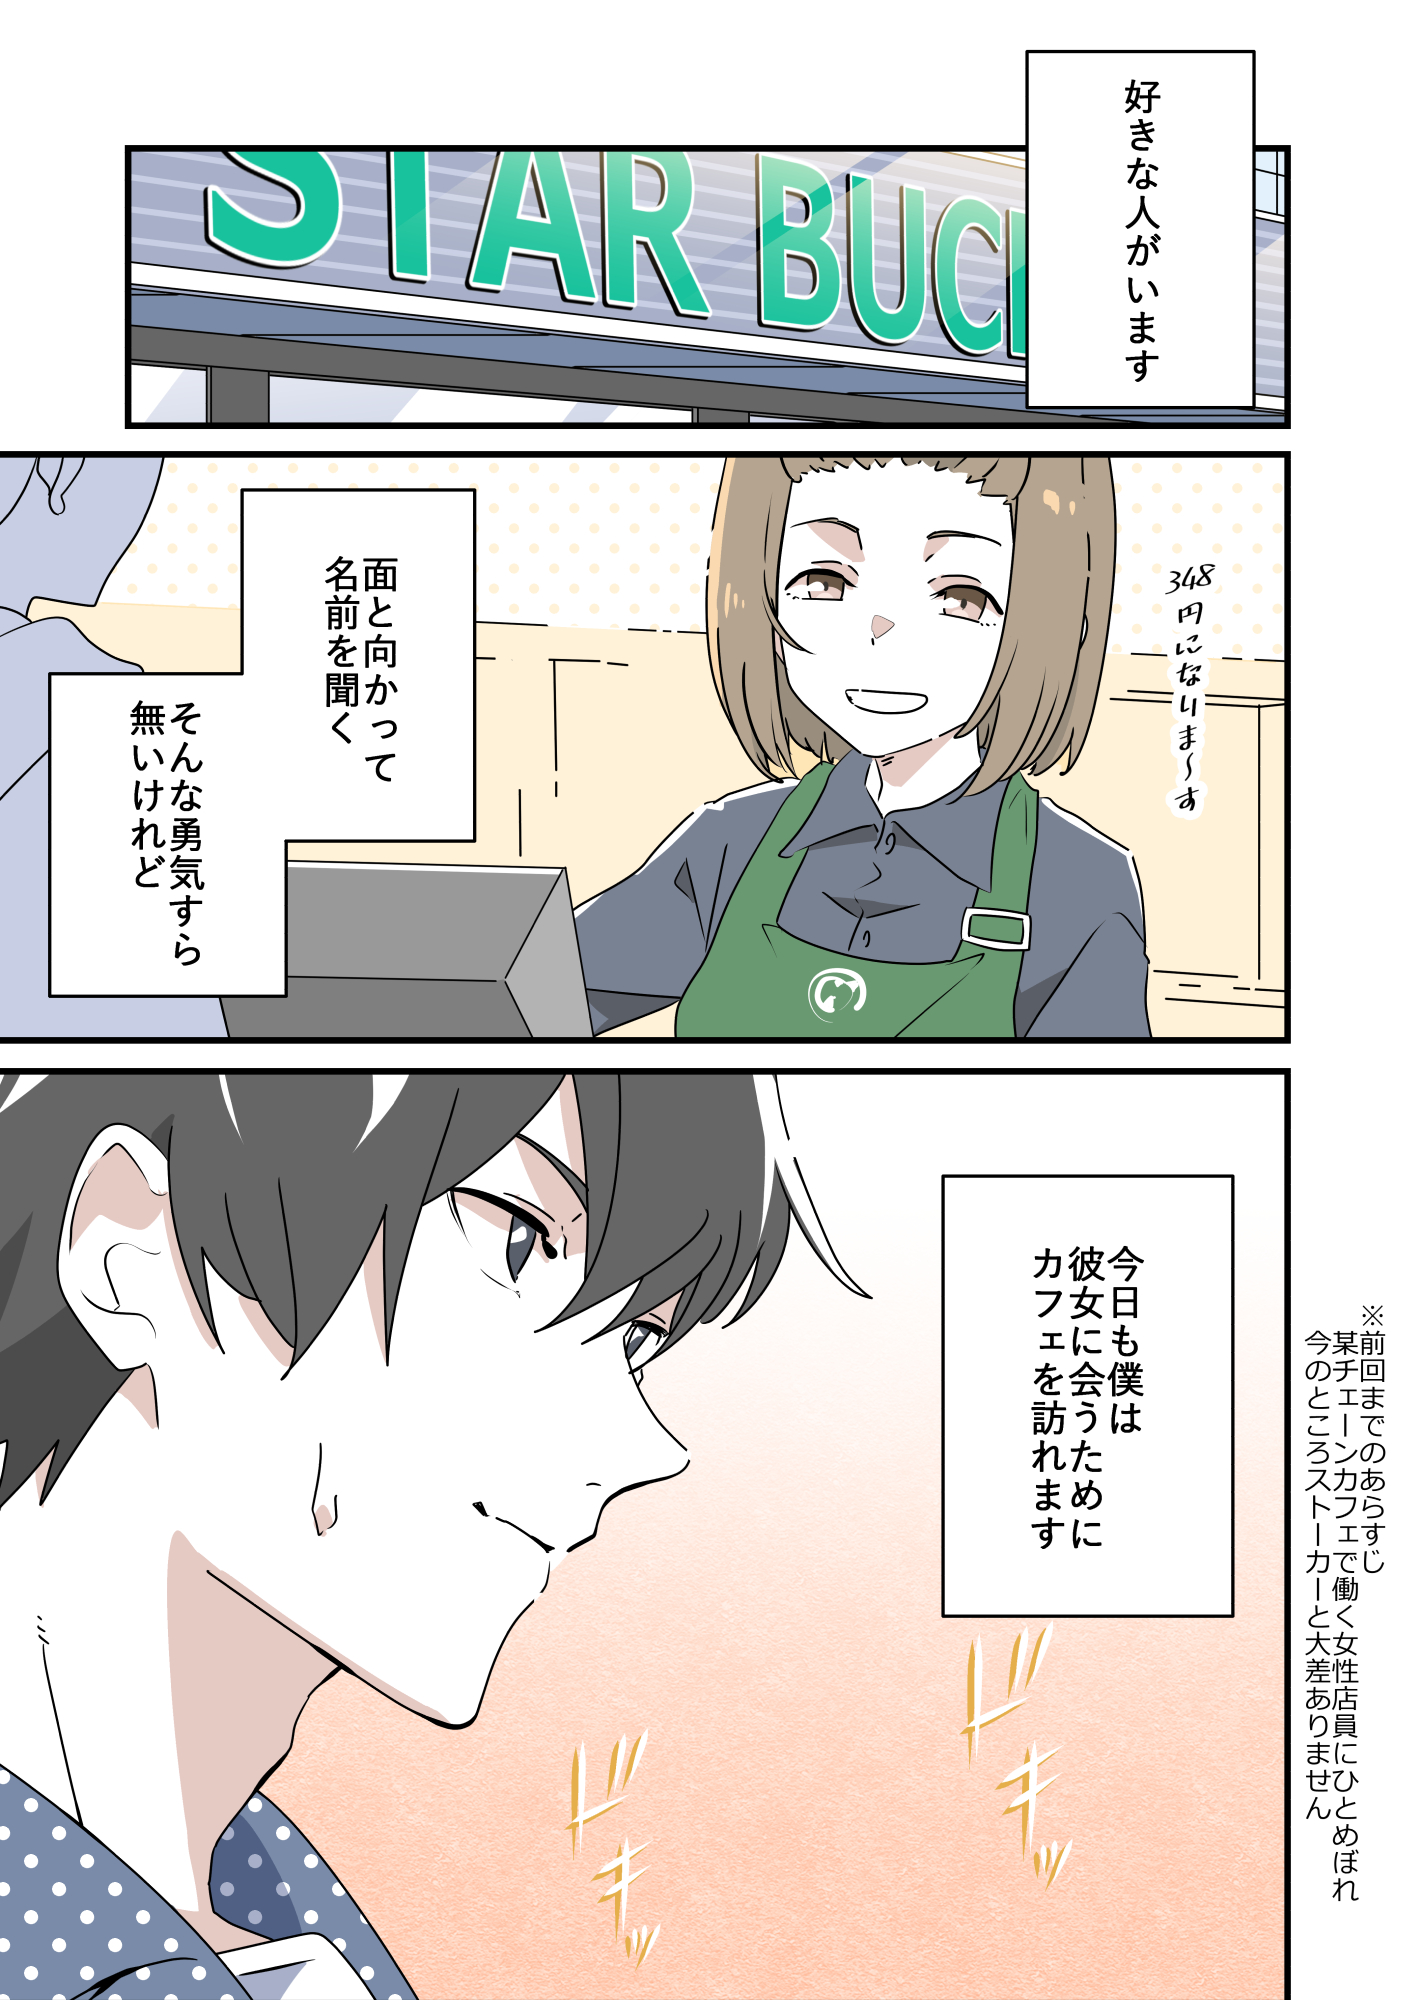 好きな人がいます
STAR BUC
348円になりま〜す
面と向かって
名前を聞く
そんな勇気すら
無いけれど
今日も僕は
彼女に会うために
カフェを訪れます
ドキッ
ドキッ
※前回までのあらすじ
某チェーンカフェで働く女性店員にひとめぼれ
今のところストーカーと大差ありません